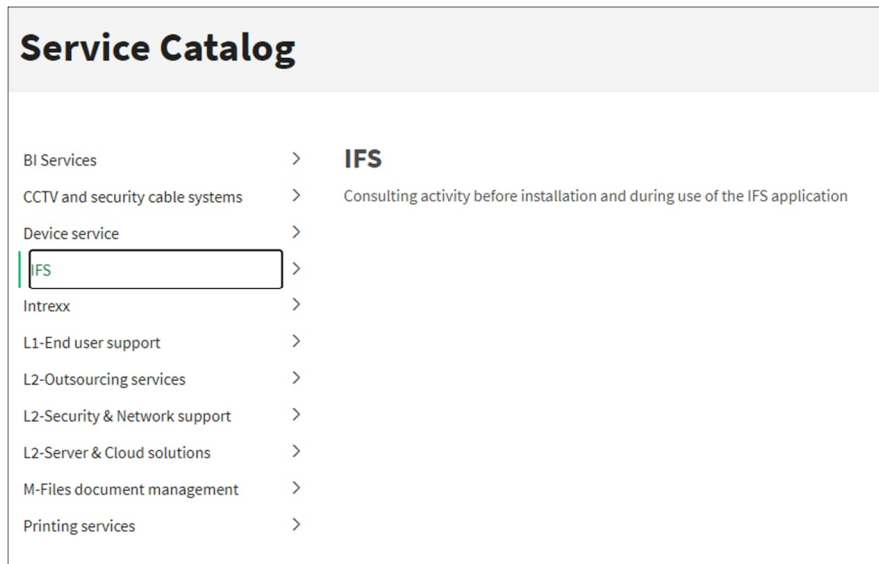 Service Catalog
BI Services
CCTV and security cable systems
Device service
IFS
Intrexx
L1-End user support
L2-Outsourcing services
L2-Security & Network support
L2-Server & Cloud solutions
M-Files document management
Printing services
IFS
Consulting activity before installation and during use of the IFS application